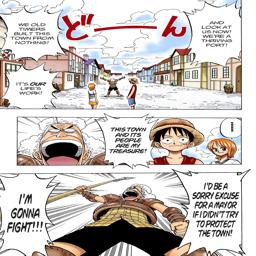 WE OLD
TIMERS
BUILT THIS
TOWN FROM
NOTHING!
どーん
AND
LOOK AT
US NOW!
WE'RE A
THRIVING
PORT!
IT'S OUR
LIFE'S
WORK!
THIS TOWN
AND ITS
PEOPLE
ARE MY
TREASURE!
!
I'D BE A
SORRY EXCUSE
FOR A MAYOR
IF I DIDN'T TRY
TO PROTECT
THE TOWN!
I'M
GONNA
FIGHT!!!